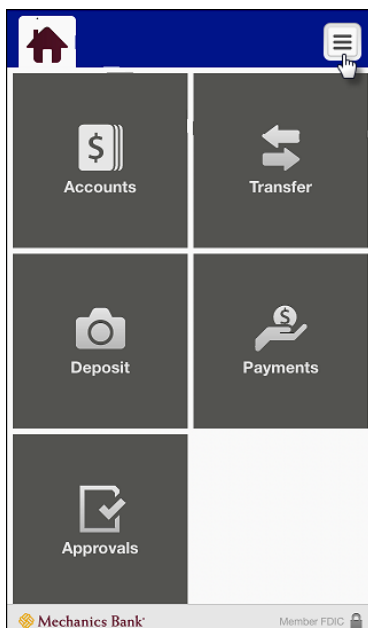 Accounts
Transfer
Deposit
Payments
Approvals
Mechanics Bank
Member FDIC